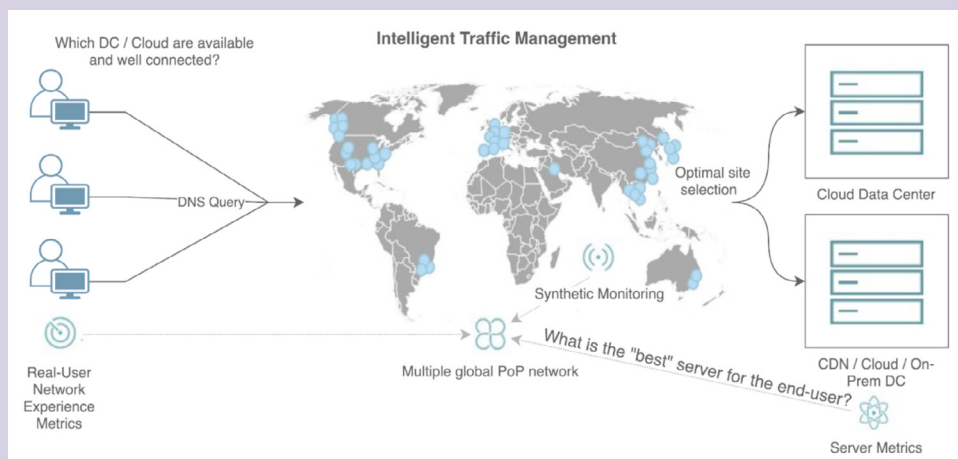 Which DC / Cloud are available
and well connected?
Intelligent Traffic Management
DNS Query
Optimal site
selection
Cloud Data Center
Synthetic Monitoring
Real-User
Network
Experience
Metrics
Multiple global PoP network
What is the "best" server for the end-user?
CDN / Cloud / On-
Prem DC
Server Metrics